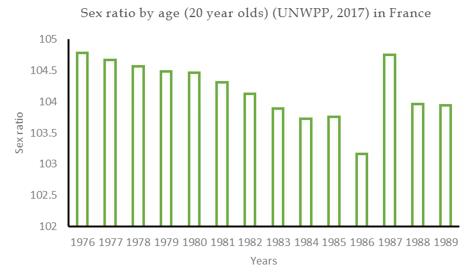 Sex ratio by age (20 year olds) (UNWPP, 2017) in France
105
104.5
104
103.5
103
102.5
102
Sex ratio
1976 1977 1978 1979 1980 1981 1982 1983 1984 1985 1986 1987 1988 1989
Years